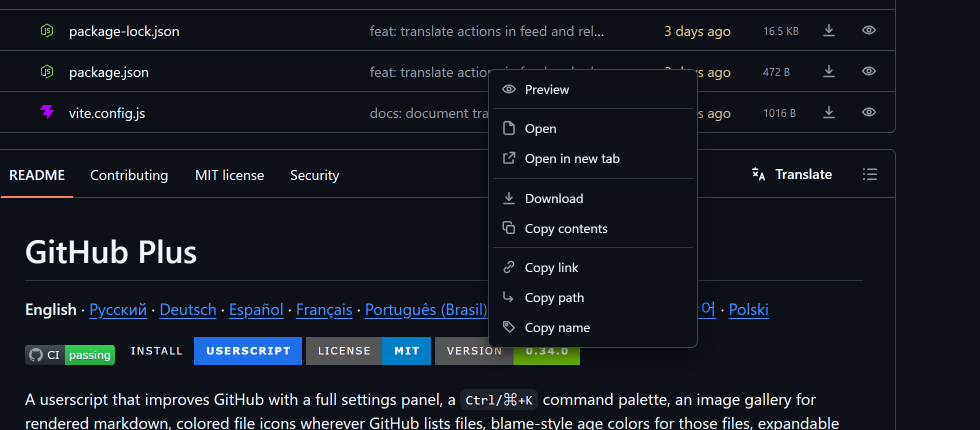 package-lock.json feat: translate actions in feed and rel... 3 days ago 16.5 KB
package.json feat: translate action days ago 472 B
vite.config.js docs: document tra s ago 1016 B
Preview
Open
Open in new tab
Download
Copy contents
Copy link
Copy path
Copy name
README Contributing MIT license Security Translate
GitHub Plus
English · Русский · Deutsch · Español · Français · Português (Brasil) 어 · Polski
CI passing INSTALL USERSCRIPT LICENSE MIT VERSION 0.34.0
A userscript that improves GitHub with a full settings panel, a Ctrl/⌘+K command palette, an image gallery for
rendered markdown, colored file icons wherever GitHub lists files, blame-style age colors for those files, expandable